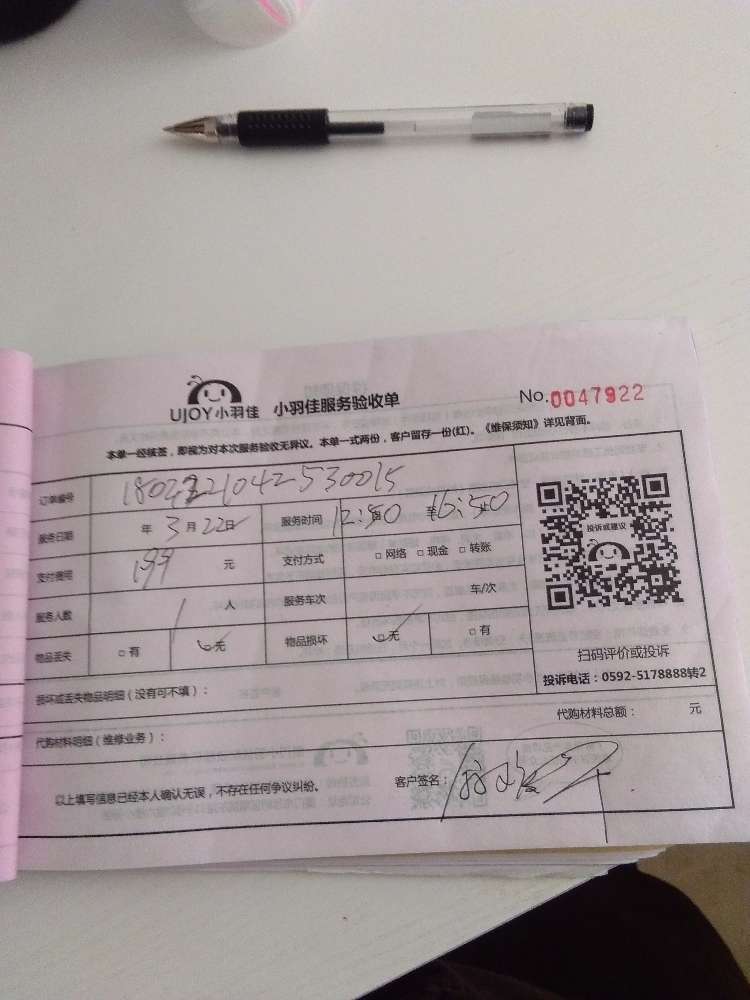 UJOY小羽佳 小羽佳服务验收单 No.0047922
本单一经续签，即视为对本次服务验收无异议。本单一式两份，客户留存一份(红)。《维保须知》详见背面。
订单编号
服务日期 年 3月22日 服务时间 12:50 至16:50
支付费用 199 元 支付方式 □网络 □现金 □转账
服务人数 1 人 服务车次 车/次
物品丢失 □有 □无 物品损坏 □无 □有
投诉或建议
扫码评价或投诉
投诉电话：0592-5178888转2
损坏或丢失物品明细（没有可不填）：
代购材料明细（维修业务）： 代购材料总额： 元
以上填写信息已经本人确认无误，不存在任何争议纠纷。 客户签名：